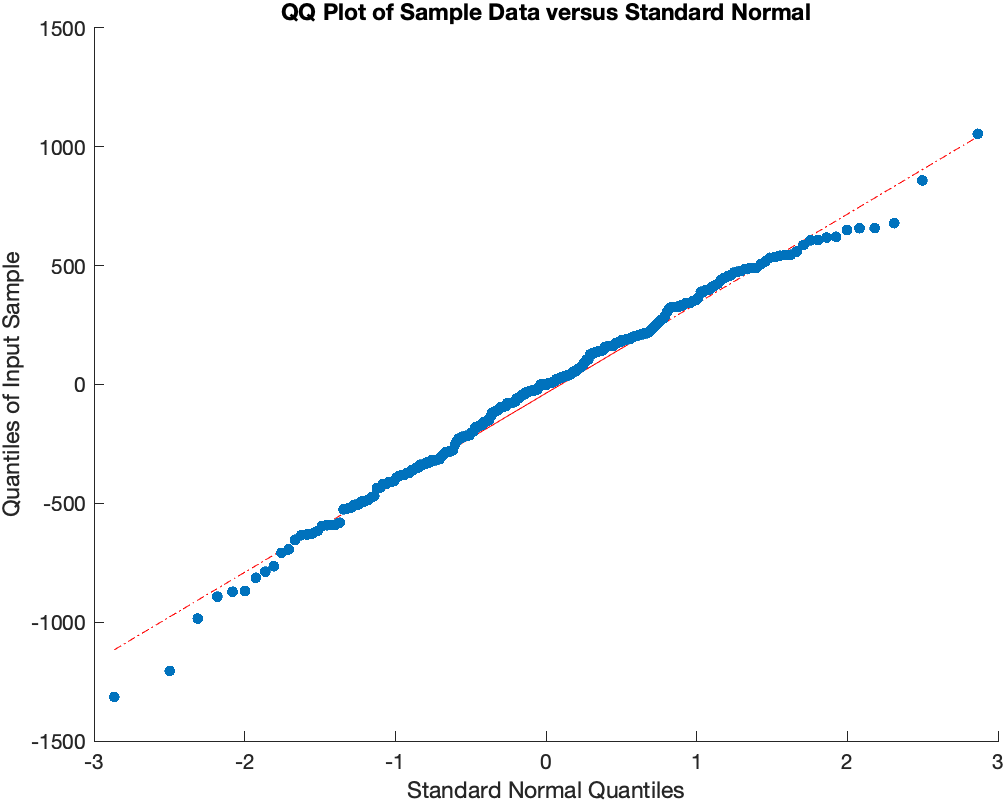 QQ Plot of Sample Data versus Standard Normal
1500
1000
500
0
-500
-1000
-1500
Quantiles of Input Sample
-3 -2 -1 0 1 2 3
Standard Normal Quantiles